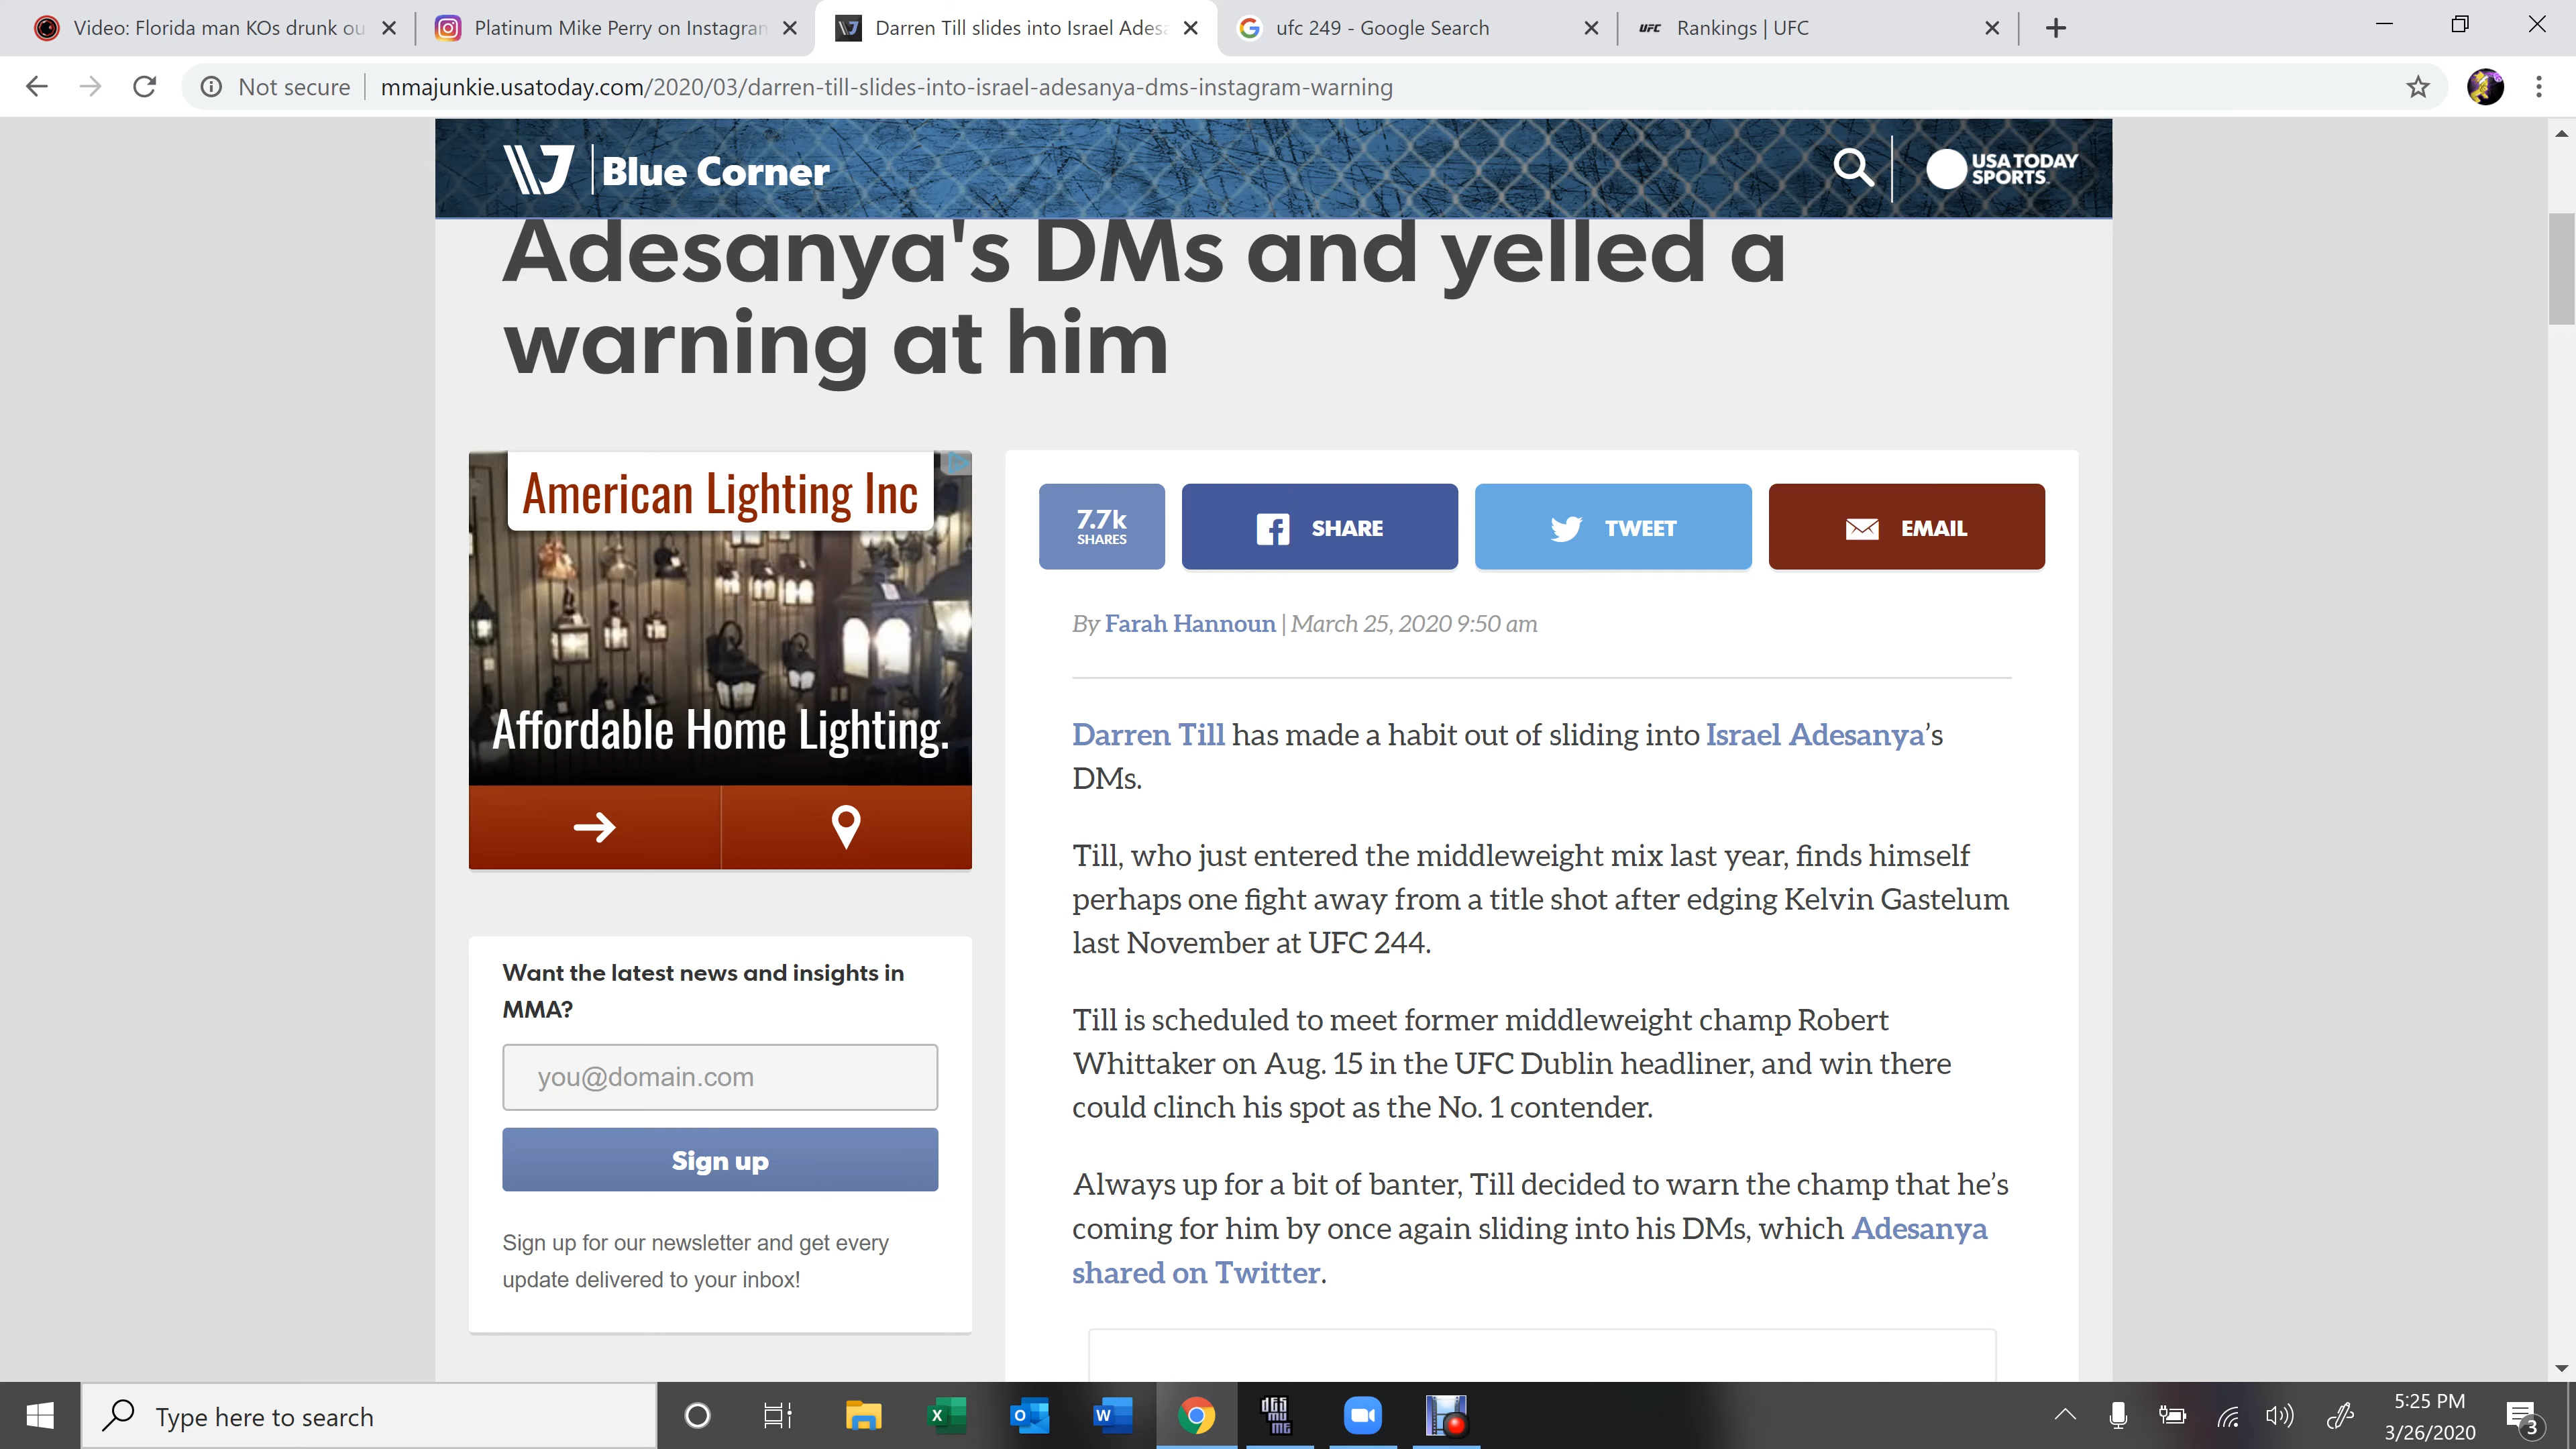 Video: Florida man KOs drunk ou
Platinum Mike Perry on Instagram
Darren Till slides into Israel Adesa
ufc 249 - Google Search
UFC Rankings | UFC
Not secure mmajunkie.usatoday.com/2020/03/darren-till-slides-into-israel-adesanya-dms-instagram-warning
Blue Corner
USA TODAY
SPORTS
Adesanya's DMs and yelled a
warning at him
American Lighting Inc
Affordable Home Lighting.
Want the latest news and insights in
MMA?
you@domain.com
Sign up
Sign up for our newsletter and get every
update delivered to your inbox!
7.7k
SHARES
SHARE
TWEET
EMAIL
By Farah Hannoun | March 25, 2020 9:50 am
Darren Till has made a habit out of sliding into Israel Adesanya’s
DMs.
Till, who just entered the middleweight mix last year, finds himself
perhaps one fight away from a title shot after edging Kelvin Gastelum
last November at UFC 244.
Till is scheduled to meet former middleweight champ Robert
Whittaker on Aug. 15 in the UFC Dublin headliner, and win there
could clinch his spot as the No. 1 contender.
Always up for a bit of banter, Till decided to warn the champ that he’s
coming for him by once again sliding into his DMs, which Adesanya
shared on Twitter.
Type here to search
5:25 PM
3/26/2020
3